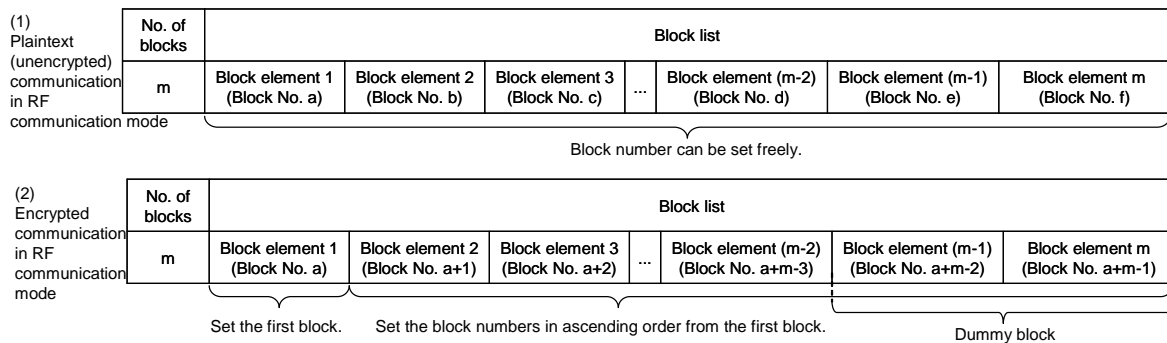 (1)
Plaintext
(unencrypted)
communication
in RF
communication mode
No. of
blocks
Block list
m
Block element 1
(Block No. a)
Block element 2
(Block No. b)
Block element 3
(Block No. c)
...
Block element (m-2)
(Block No. d)
Block element (m-1)
(Block No. e)
Block element m
(Block No. f)
Block number can be set freely.
(2)
Encrypted
communication
in RF
communication
mode
No. of
blocks
Block list
m
Block element 1
(Block No. a)
Block element 2
(Block No. a+1)
Block element 3
(Block No. a+2)
...
Block element (m-2)
(Block No. a+m-3)
Block element (m-1)
(Block No. a+m-2)
Block element m
(Block No. a+m-1)
Set the first block.
Set the block numbers in ascending order from the first block.
Dummy block